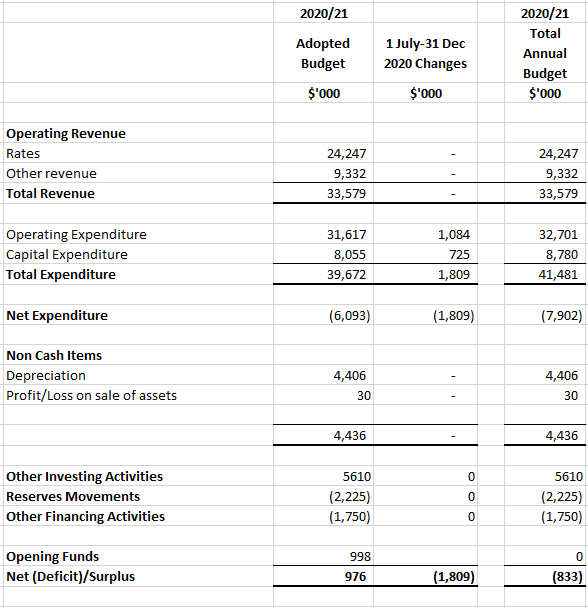 2020/21 2020/21
Adopted Budget 1 July-31 Dec 2020 Changes Total Annual Budget
$'000 $'000 $'000
Operating Revenue
Rates 24,247 - 24,247
Other revenue 9,332 - 9,332
Total Revenue 33,579 - 33,579
Operating Expenditure 31,617 1,084 32,701
Capital Expenditure 8,055 725 8,780
Total Expenditure 39,672 1,809 41,481
Net Expenditure (6,093) (1,809) (7,902)
Non Cash Items
Depreciation 4,406 - 4,406
Profit/Loss on sale of assets 30 - 30
4,436 - 4,436
Other Investing Activities 5610 0 5610
Reserves Movements (2,225) 0 (2,225)
Other Financing Activities (1,750) 0 (1,750)
Opening Funds 998 0
Net (Deficit)/Surplus 976 (1,809) (833)